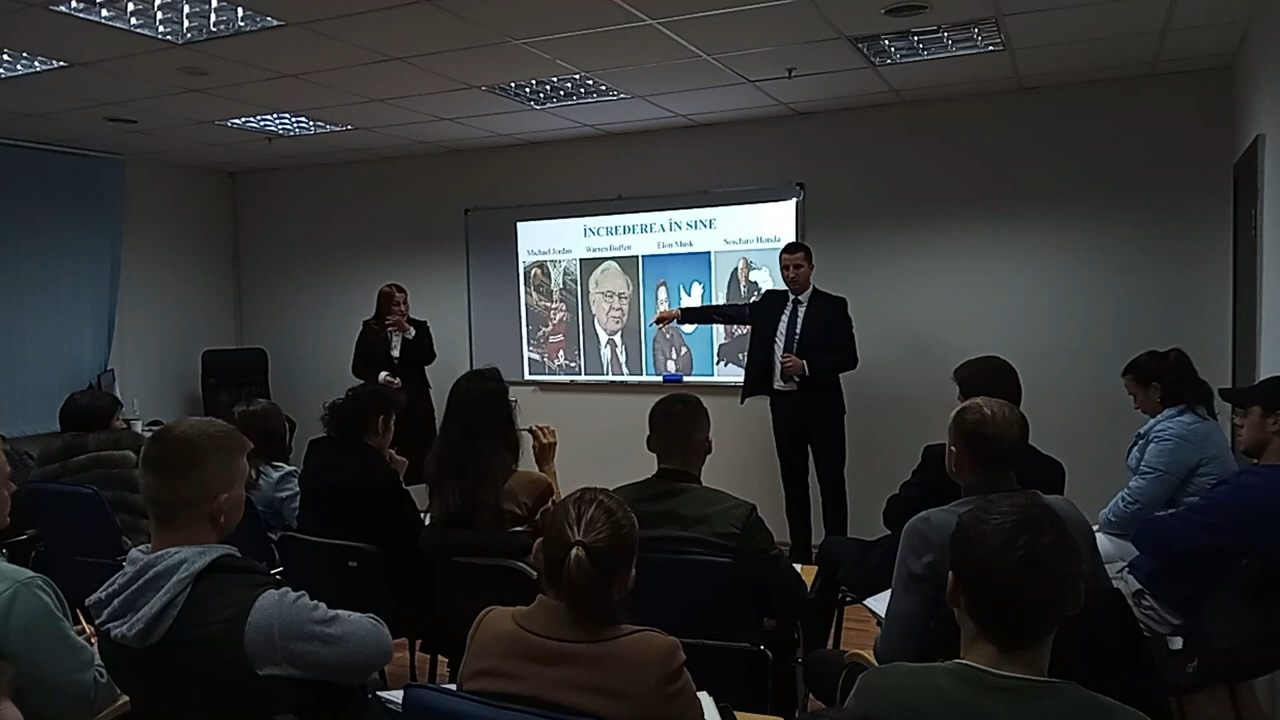 ÎNCREDEREA ÎN SINE
Michael Jordan Warren Buffett Elon Musk Soichiro Honda